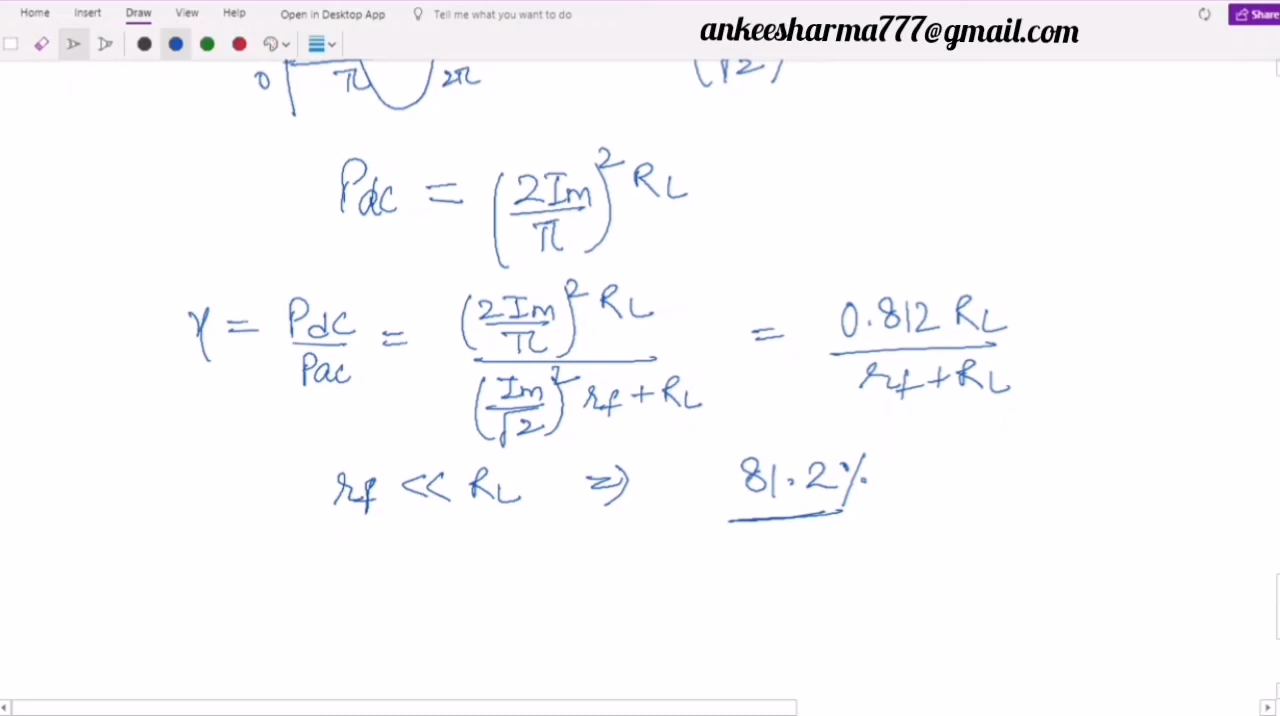 Home Insert Draw View Help Open in Desktop App Tell me what you want to do Share
ankeesharma777@gmail.com
0 π 2π (√2)
Pdc = (2Im/π)² RL
η = Pdc/Pac = (2Im/π)² RL / (Im/√2)² rf + RL = 0.812 RL / rf + RL
rf << RL ⇒ 81.2%